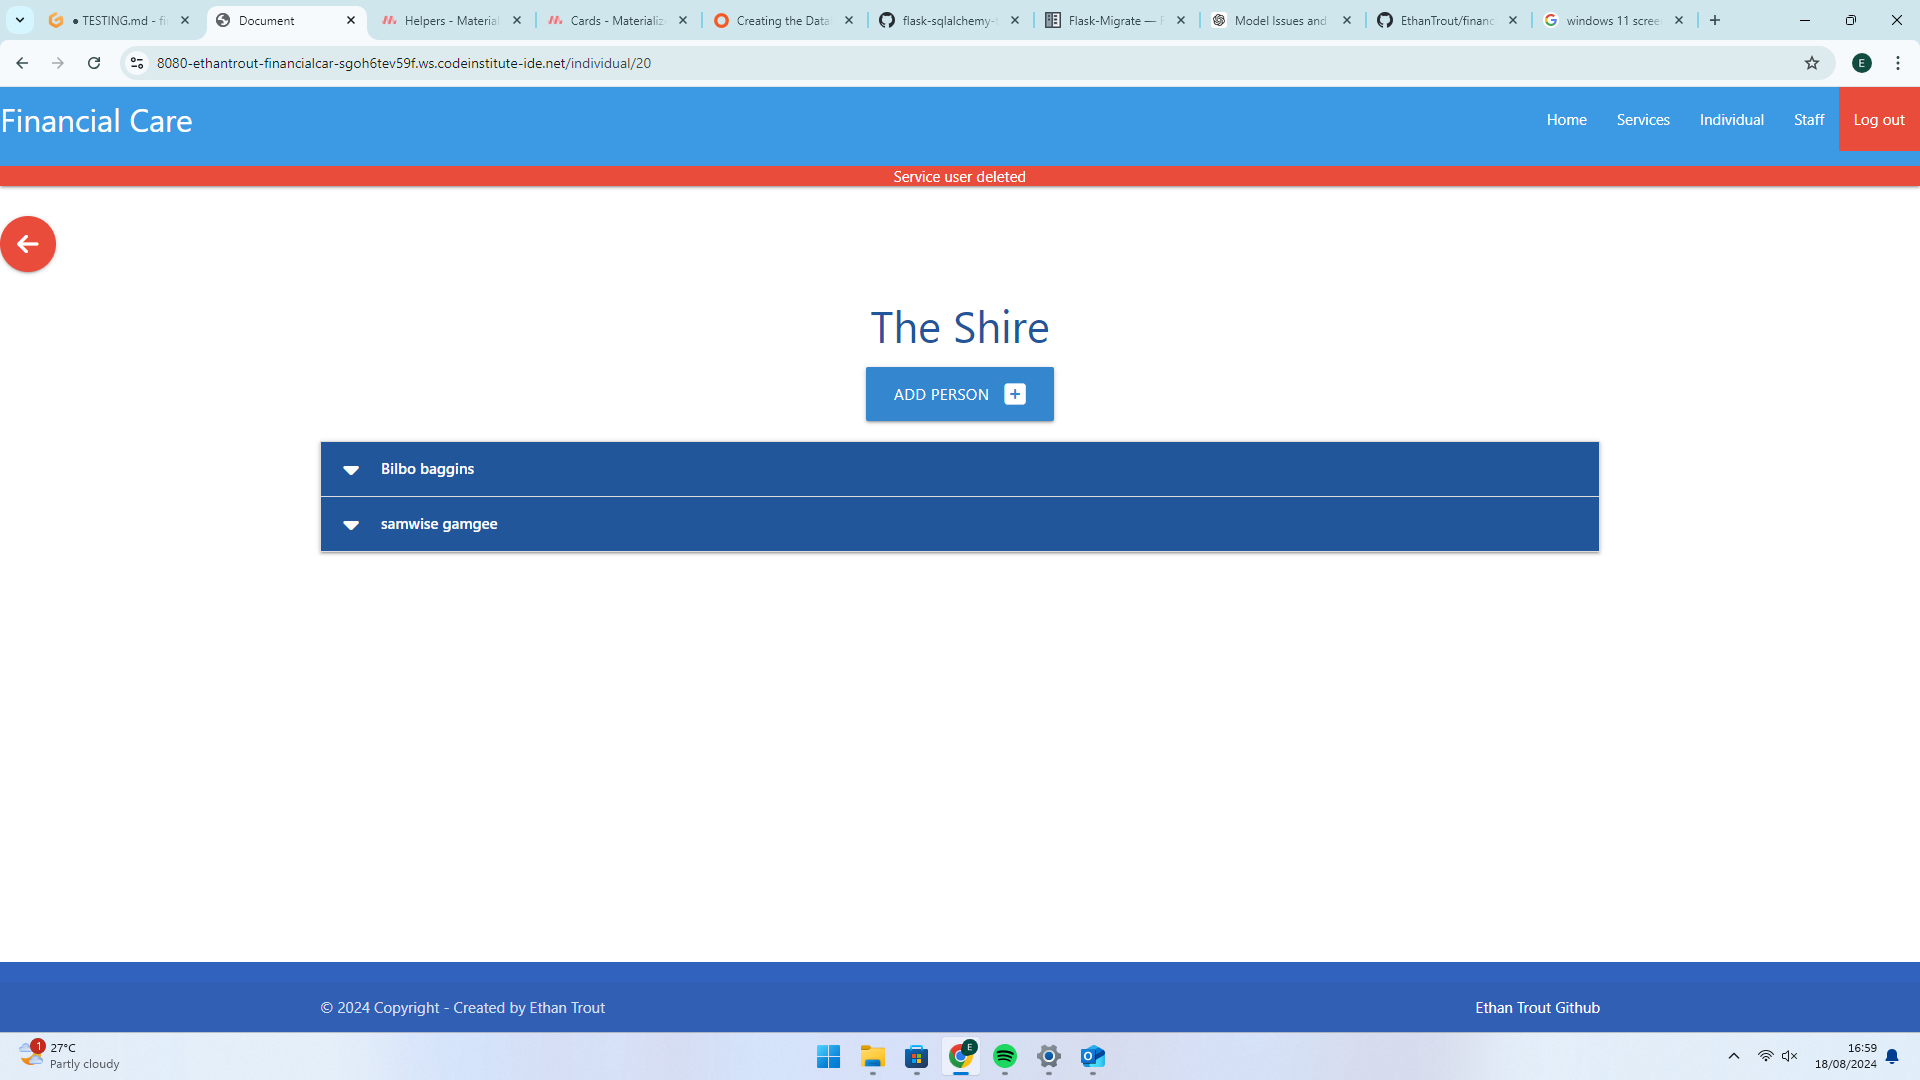 TESTING.md - fi
Document
Helpers - Material
Cards - Materializ
Creating the Data
flask-sqlalchemy-
Flask-Migrate —
Model Issues and
EthanTrout/financ
windows 11 scree
8080-ethantrout-financialcar-sgoh6tev59f.ws.codeinstitute-ide.net/individual/20
E
Financial Care
Home
Services
Individual
Staff
Log out
Service user deleted
The Shire
ADD PERSON
Bilbo baggins
samwise gamgee
© 2024 Copyright - Created by Ethan Trout
Ethan Trout Github
1
27°C
Partly cloudy
E
16:59
18/08/2024